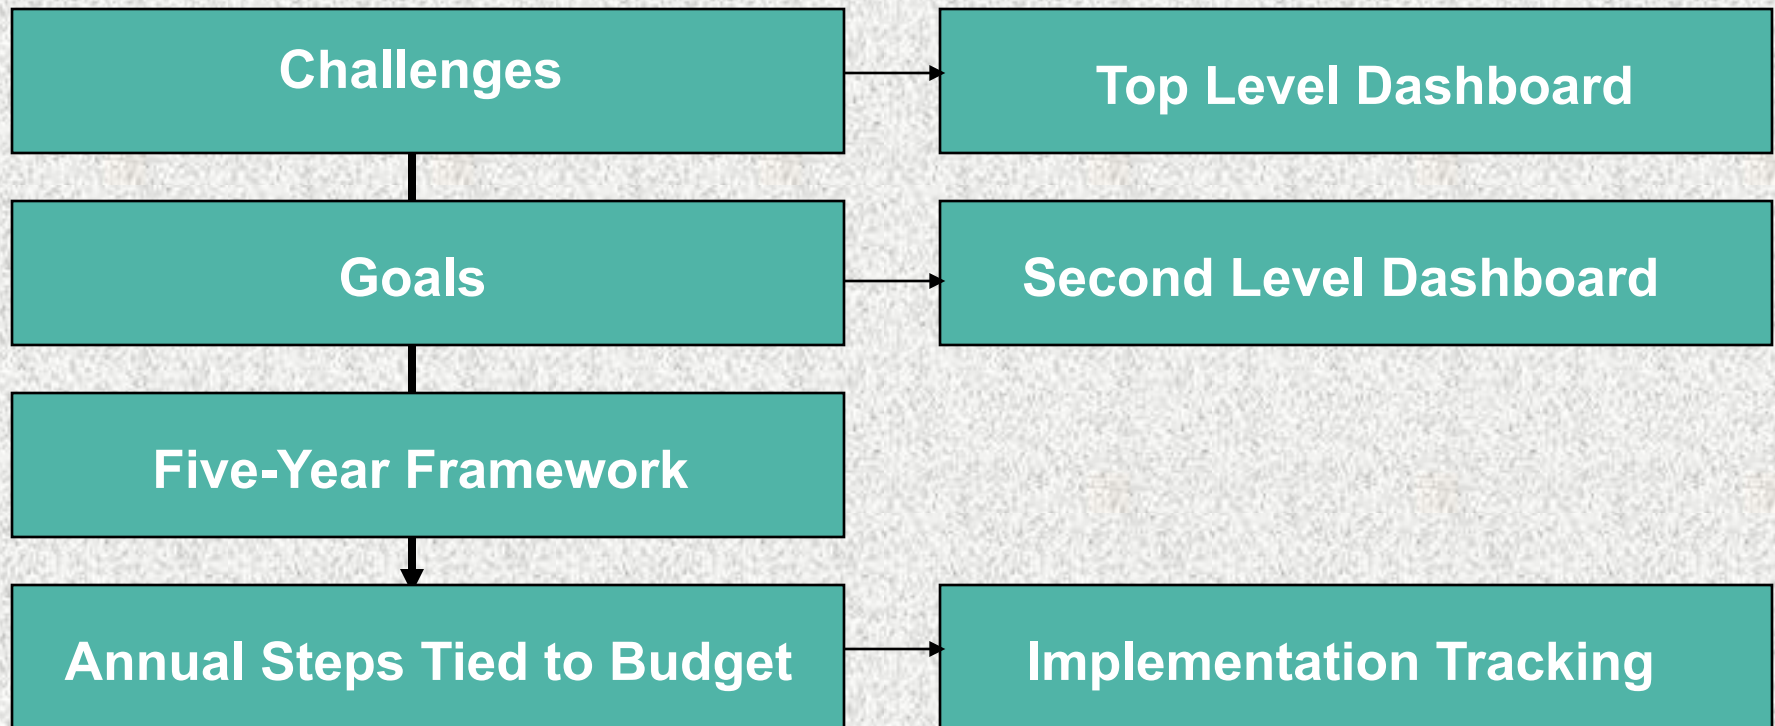 Challenges
Top Level Dashboard
Goals
Second Level Dashboard
Five-Year Framework
Annual Steps Tied to Budget
Implementation Tracking